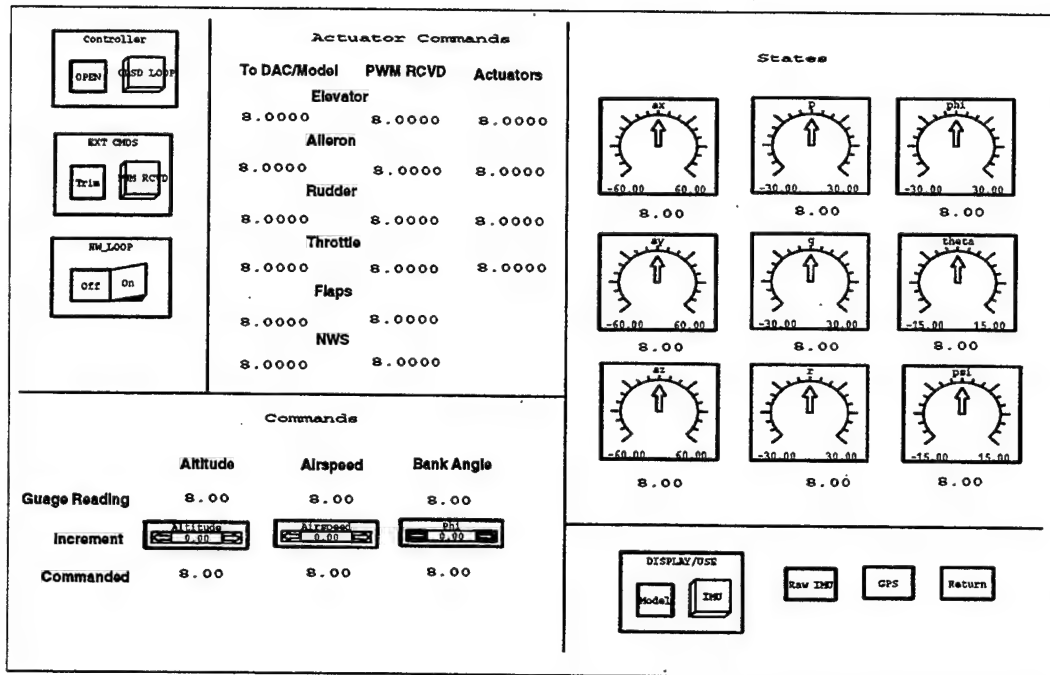 Controller
OPEN CLSD LOOP
EXT CMDS
Trim PWM RCVD
NW_LOOP
Off On
Actuator Commands
To DAC/Model PWM RCVD Actuators
Elevator
8.0000 8.0000 8.0000
Aileron
8.0000 8.0000 8.0000
Rudder
8.0000 8.0000 8.0000
Throttle
8.0000 8.0000 8.0000
Flaps
8.0000 8.0000
NWS
8.0000 8.0000
States
ax p phi
-60.00 60.00 -30.00 30.00 -30.00 30.00
8.00 8.00 8.00
ay q theta
-60.00 60.00 -30.00 30.00 -15.00 15.00
8.00 8.00 8.00
az r psi
-60.00 60.00 -30.00 30.00 -15.00 15.00
8.00 8.00 8.00
Commands
Altitude Airspeed Bank Angle
Guage Reading 8.00 8.00 8.00
Altitude Airspeed Phi
Increment 0.00 0.00 0.00
Commanded 8.00 8.00 8.00
DISPLAY/USE
Model IMU
Raw IMU GPS Return